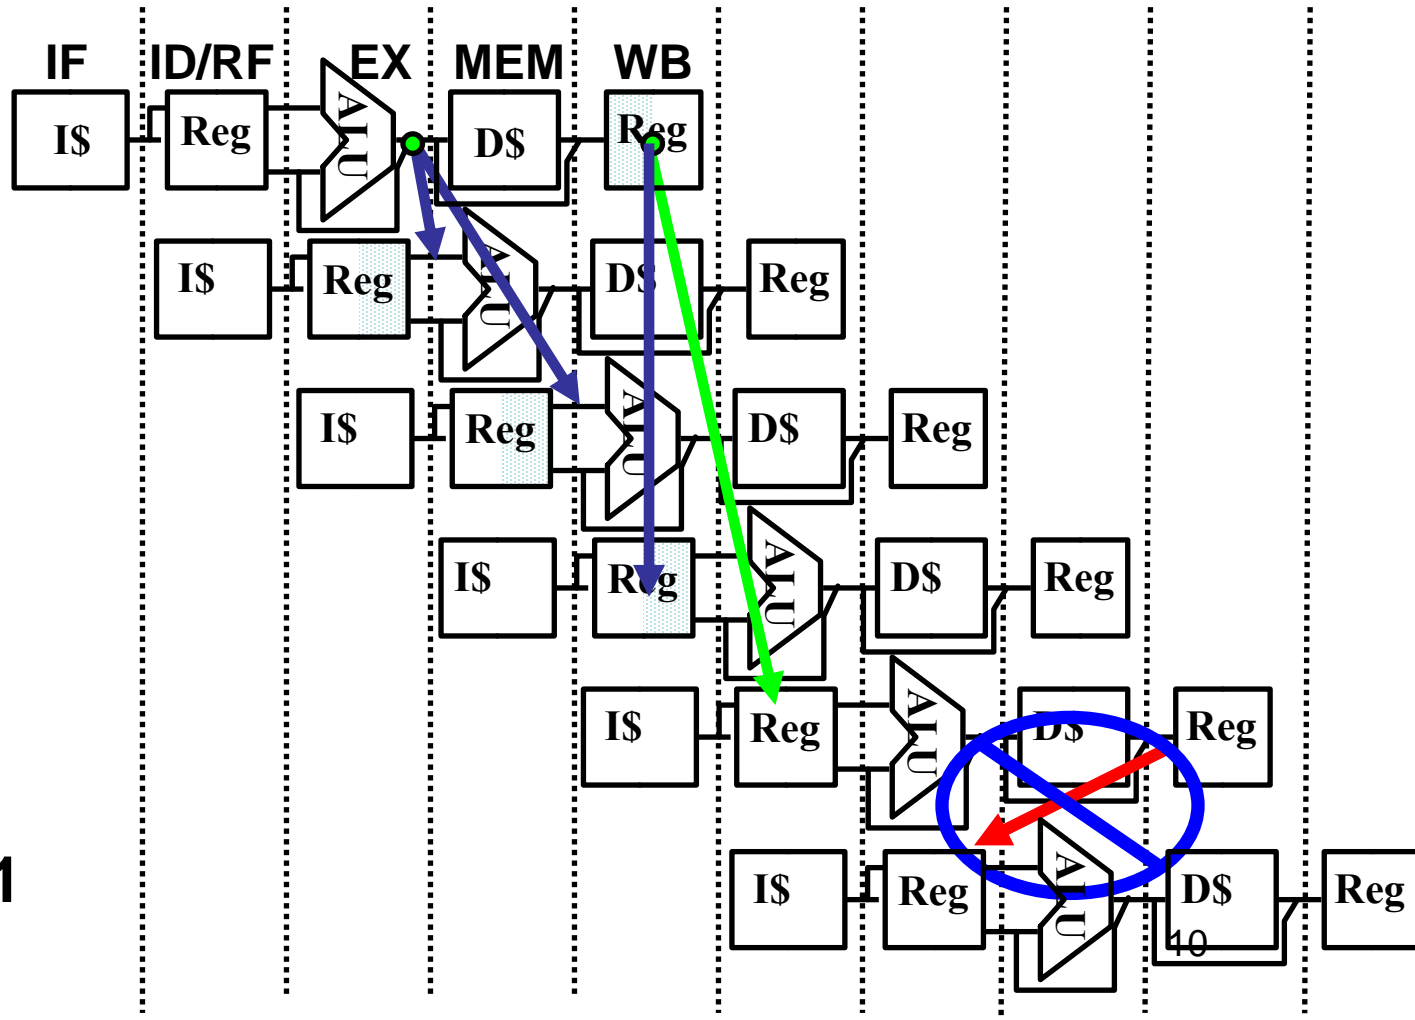 IF ID/RF EX MEM WB
I$ Reg ALU D$ Reg
I$ Reg ALU D$ Reg
I$ Reg ALU D$ Reg
I$ Reg ALU D$ Reg
I$ Reg ALU D$ Reg
1
I$ Reg ALU D$ Reg
10